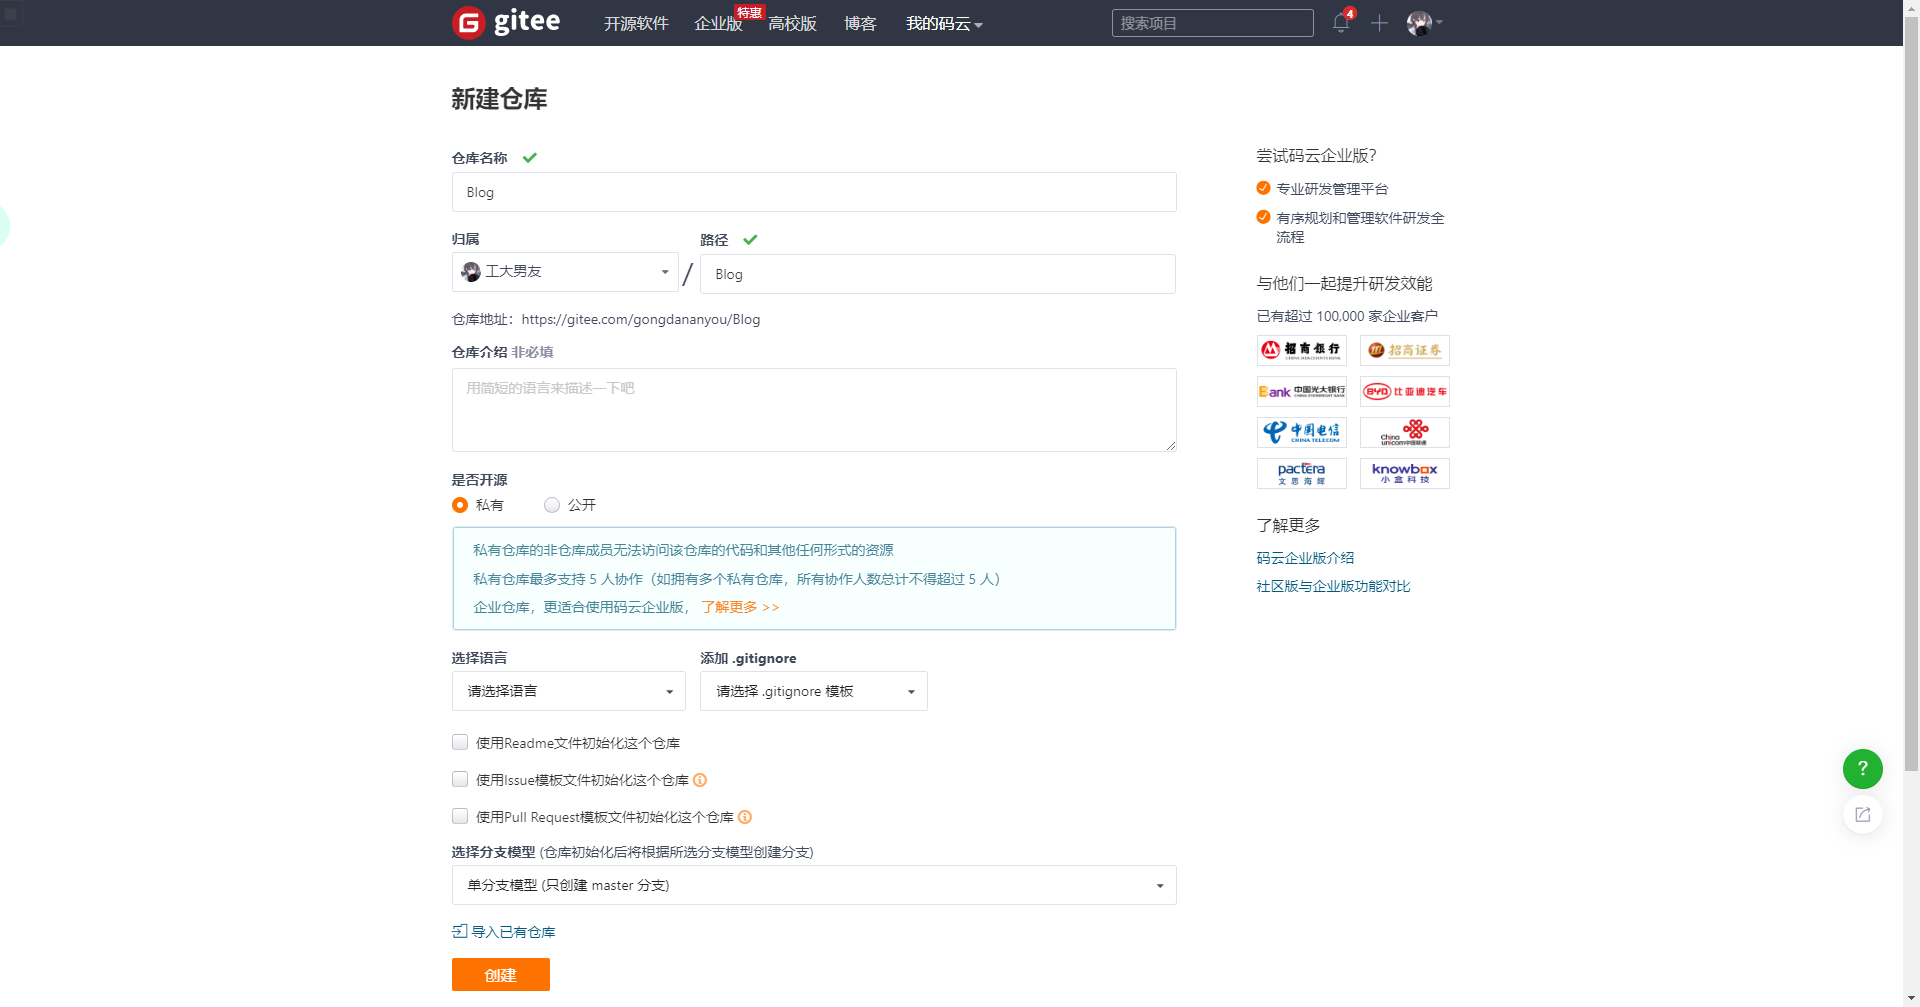 gitee
开源软件
企业版
特惠
高校版
博客
我的码云
搜索项目
4
新建仓库
仓库名称
Blog
归属
路径
工大男友
/
Blog
仓库地址：https://gitee.com/gongdananyou/Blog
仓库介绍 非必填
用简短的语言来描述一下吧
是否开源
私有
公开
私有仓库的非仓库成员无法访问该仓库的代码和其他任何形式的资源
私有仓库最多支持 5 人协作（如拥有多个私有仓库，所有协作人数总计不得超过 5 人）
企业仓库，更适合使用码云企业版， 了解更多 >>
选择语言
添加 .gitignore
请选择语言
请选择 .gitignore 模板
使用Readme文件初始化这个仓库
使用Issue模板文件初始化这个仓库
使用Pull Request模板文件初始化这个仓库
选择分支模型 (仓库初始化后将根据所选分支模型创建分支)
单分支模型 (只创建 master 分支)
导入已有仓库
创建
尝试码云企业版?
专业研发管理平台
有序规划和管理软件研发全
流程
与他们一起提升研发效能
已有超过 100,000 家企业客户
招商银行
CHINA MERCHANTS BANK
招商证券
Bank 中国光大银行
CHINA EVERBRIGHT BANK
BYD 比亚迪汽车
中国电信
CHINA TELECOM
China
unicom中国联通
pactera
文思海辉
knowbox
小盒科技
了解更多
码云企业版介绍
社区版与企业版功能对比
?